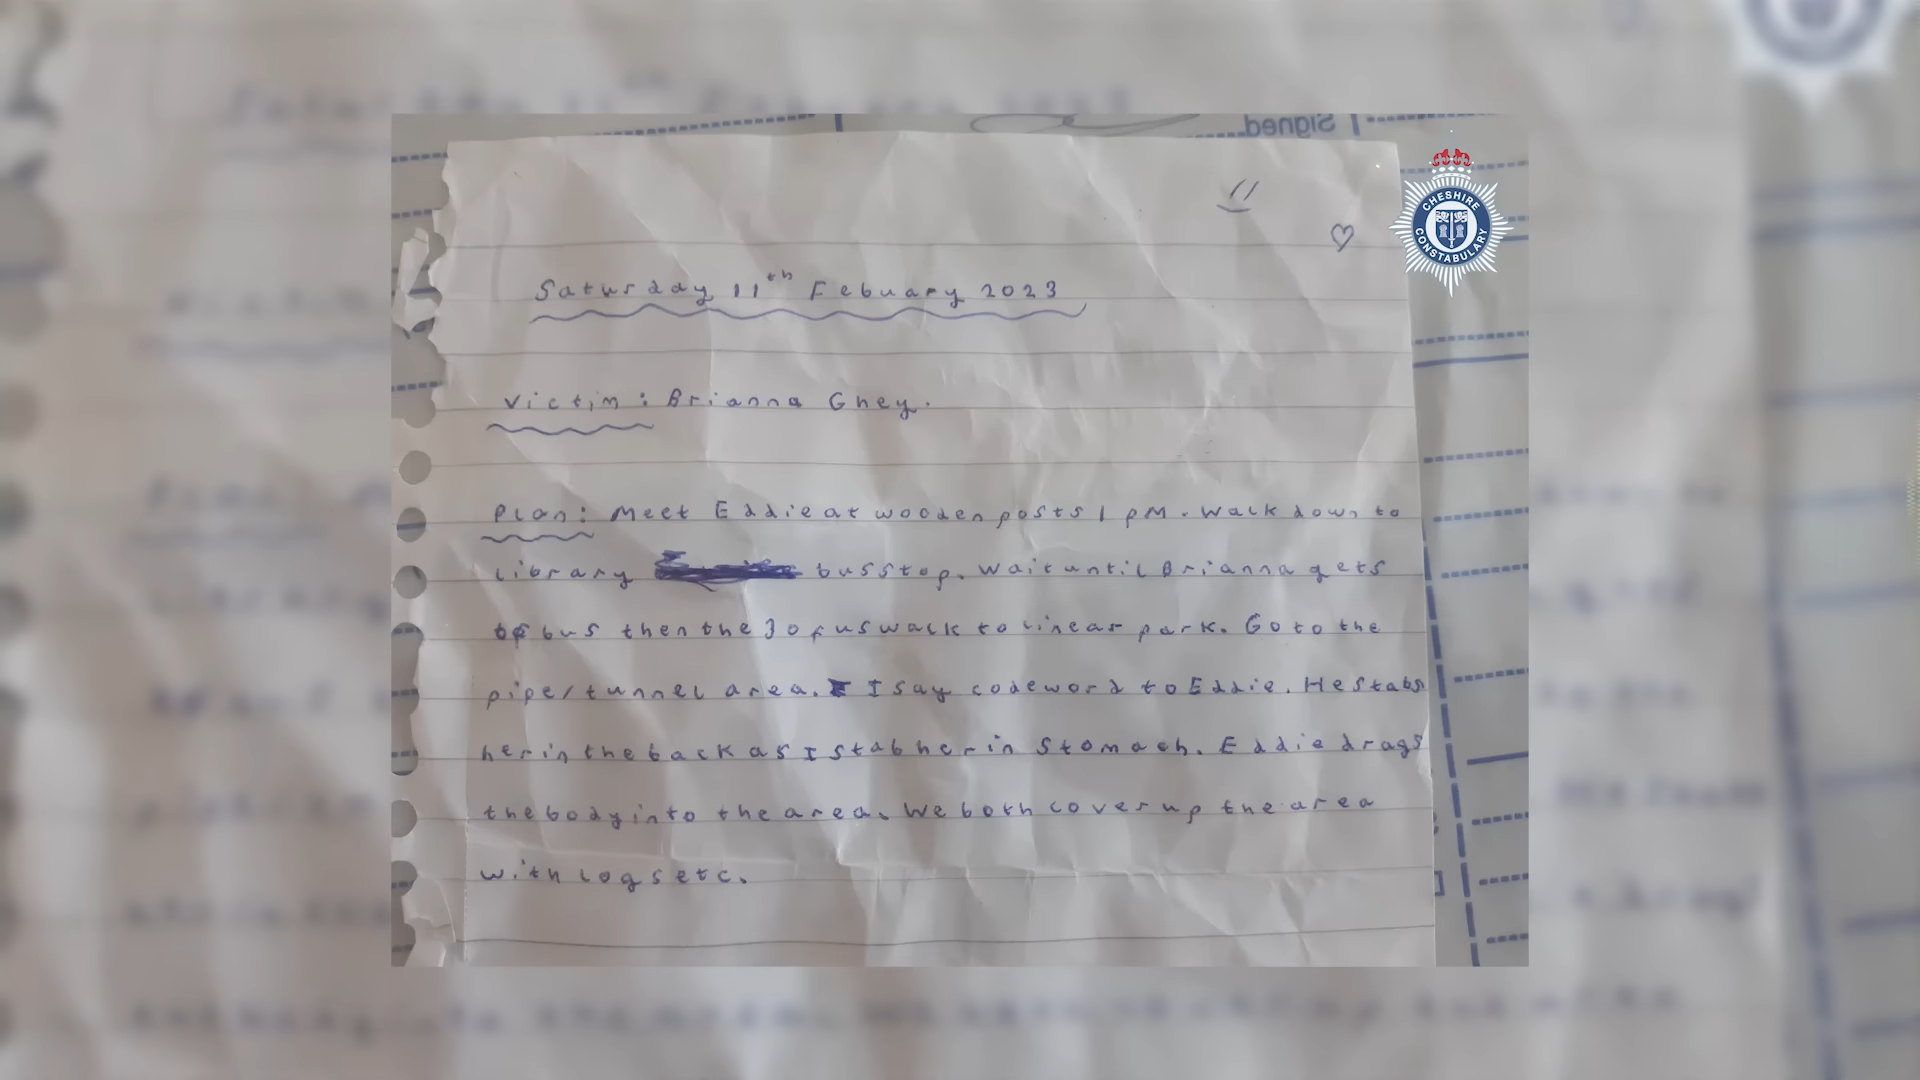 Signed
CHESHIRE
CONSTABULARY
Saturday 11th Febuary 2023
Victim: Brianna Ghey.
Plan: Meet Eddie at wooden posts 1 pm. Walk down to
library bus stop. Wait until Brianna gets
of bus then the 3 of us walk to linear park. Go to the
pipe/tunnel area. I say codeword to Eddie. He stabs
her in the back as I stab her in stomach. Eddie drags
the body into the area. We both cover up the area
with logs etc.